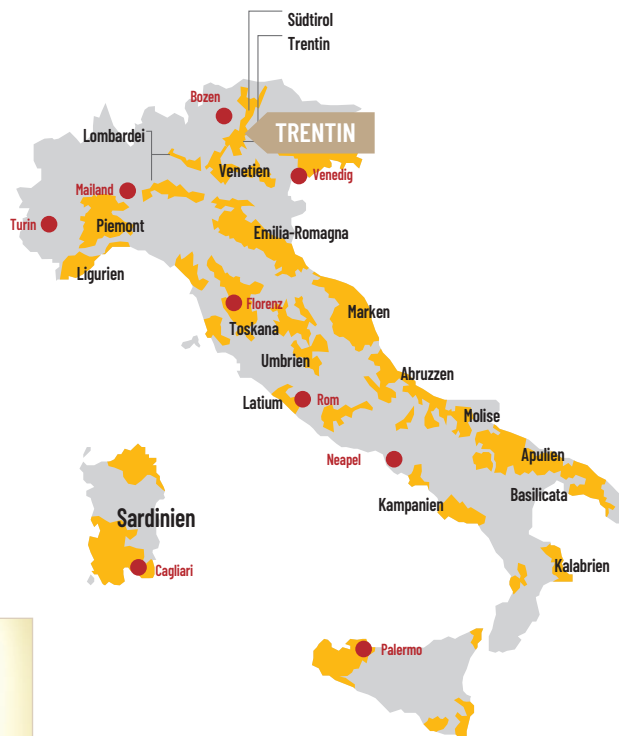 Südtirol
Trentin
Bozen
TRENTIN
Lombardei
Venetien
Venedig
Mailand
Turin
Piemont
Emilia-Romagna
Ligurien
Florenz
Marken
Toskana
Umbrien
Abruzzen
Latium
Rom
Molise
Neapel
Apulien
Basilicata
Kampanien
Sardinien
Kalabrien
Cagliari
Palermo